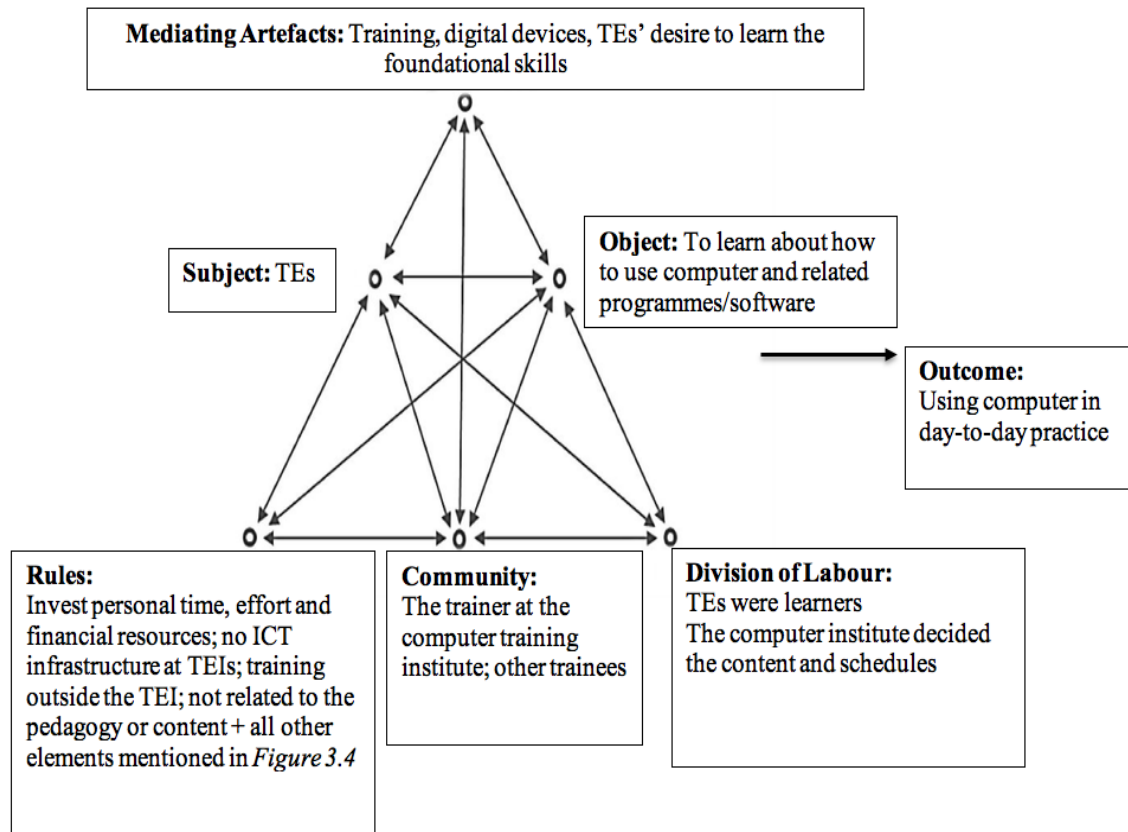 Mediating Artefacts: Training, digital devices, TEs’ desire to learn the
foundational skills
Subject: TEs
Object: To learn about how
to use computer and related
programmes/software
Outcome:
Using computer in
day-to-day practice
Rules:
Invest personal time, effort and
financial resources; no ICT
infrastructure at TEIs; training
outside the TEI; not related to the
pedagogy or content + all other
elements mentioned in Figure 3.4
Community:
The trainer at the
computer training
institute; other trainees
Division of Labour:
TEs were learners
The computer institute decided
the content and schedules